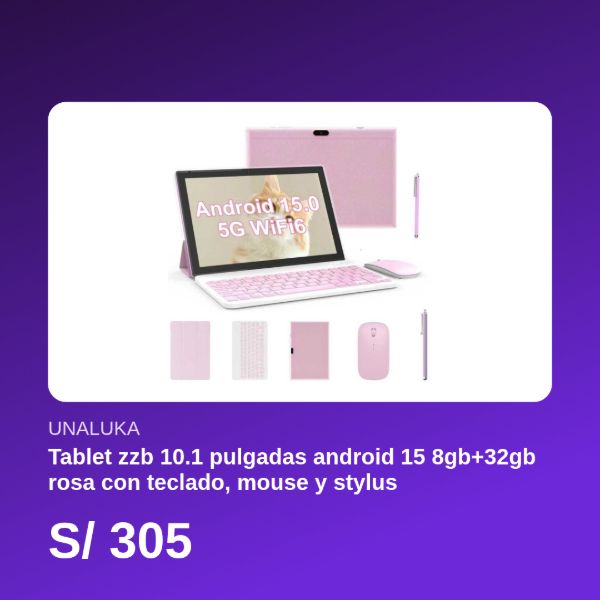 Android 15.0
5G WiFi6
UNALUKA
Tablet zzb 10.1 pulgadas android 15 8gb+32gb
rosa con teclado, mouse y stylus
S/ 305